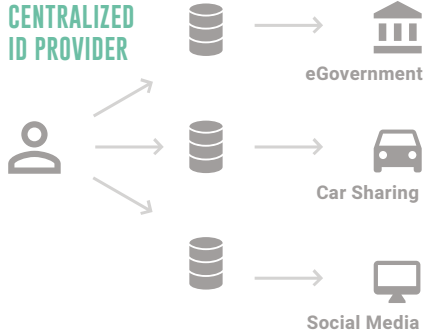 CENTRALIZED
ID PROVIDER
eGovernment
Car Sharing
Social Media